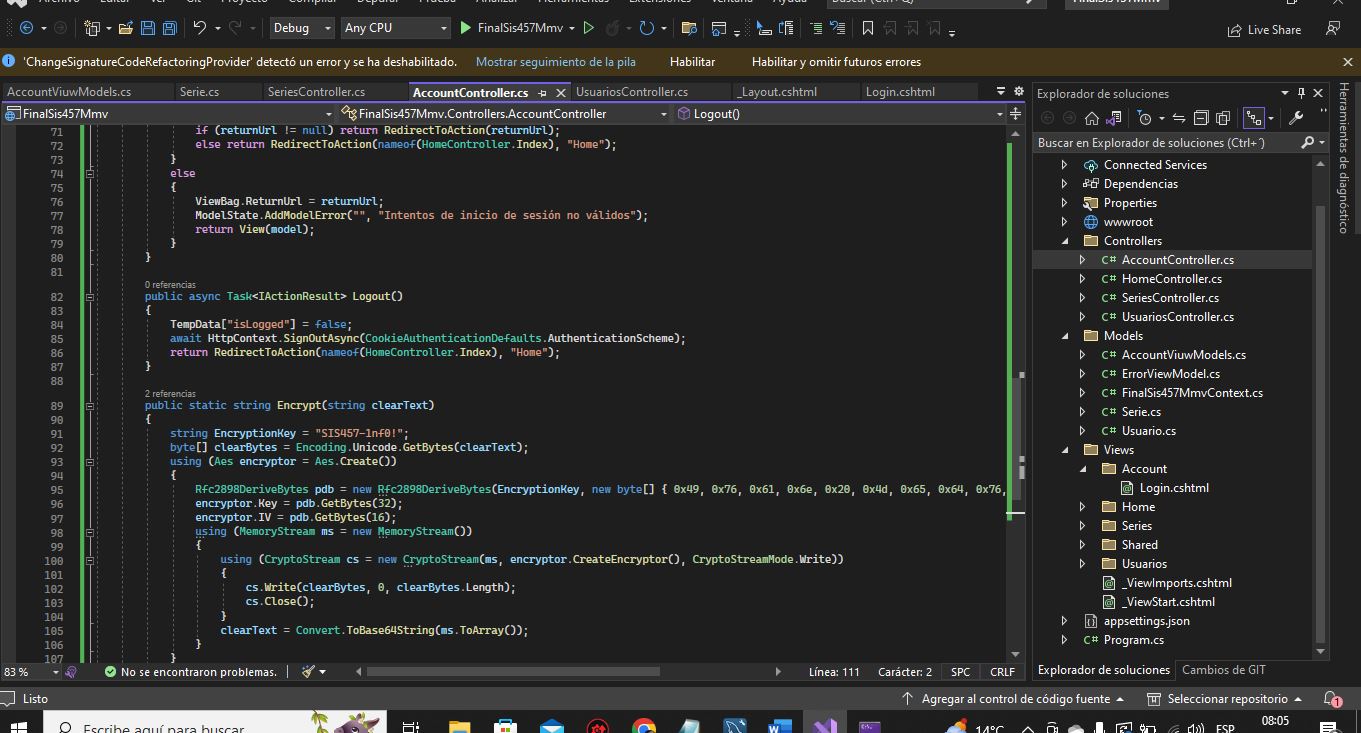 Debug
Any CPU
FinalSis457Mmv
Live Share
'ChangeSignatureCodeRefactoringProvider' detectó un error y se ha deshabilitado. Mostrar seguimiento de la pila Habilitar Habilitar y omitir futuros errores
AccountViuwModels.cs Serie.cs SeriesController.cs AccountController.cs UsuariosController.cs _Layout.cshtml Login.cshtml
FinalSis457Mmv FinalSis457Mmv.Controllers.AccountController Logout()
71 if (returnUrl != null) return RedirectToAction(returnUrl);
72 else return RedirectToAction(nameof(HomeController.Index), "Home");
73 }
74 else
75 {
76 ViewBag.ReturnUrl = returnUrl;
77 ModelState.AddModelError("", "Intentos de inicio de sesión no válidos");
78 return View(model);
79 }
80 }
81
0 referencias
82 public async Task<IActionResult> Logout()
83 {
84 TempData["isLogged"] = false;
85 await HttpContext.SignOutAsync(CookieAuthenticationDefaults.AuthenticationScheme);
86 return RedirectToAction(nameof(HomeController.Index), "Home");
87 }
88
2 referencias
89 public static string Encrypt(string clearText)
90 {
91 string EncryptionKey = "SIS457-1nf0!";
92 byte[] clearBytes = Encoding.Unicode.GetBytes(clearText);
93 using (Aes encryptor = Aes.Create())
94 {
95 Rfc2898DeriveBytes pdb = new Rfc2898DeriveBytes(EncryptionKey, new byte[] { 0x49, 0x76, 0x61, 0x6e, 0x20, 0x4d, 0x65, 0x64, 0x76,
96 encryptor.Key = pdb.GetBytes(32);
97 encryptor.IV = pdb.GetBytes(16);
98 using (MemoryStream ms = new MemoryStream())
99 {
100 using (CryptoStream cs = new CryptoStream(ms, encryptor.CreateEncryptor(), CryptoStreamMode.Write))
101 {
102 cs.Write(clearBytes, 0, clearBytes.Length);
103 cs.Close();
104 }
105 clearText = Convert.ToBase64String(ms.ToArray());
106 }
107 }
83 % No se encontraron problemas. Línea: 111 Carácter: 2 SPC CRLF
Explorador de soluciones
Buscar en Explorador de soluciones (Ctrl+´)
Connected Services
Dependencias
Properties
wwwroot
Controllers
C# AccountController.cs
C# HomeController.cs
C# SeriesController.cs
C# UsuariosController.cs
Models
C# AccountViuwModels.cs
C# ErrorViewModel.cs
C# FinalSis457MmvContext.cs
C# Serie.cs
C# Usuario.cs
Views
Account
Login.cshtml
Home
Series
Shared
Usuarios
_ViewImports.cshtml
_ViewStart.cshtml
appsettings.json
C# Program.cs
Explorador de soluciones Cambios de GIT
Herramientas de diagnóstico
Listo
Agregar al control de código fuente Seleccionar repositorio 1
Escribe aquí para buscar
14°C
ESP
08:05